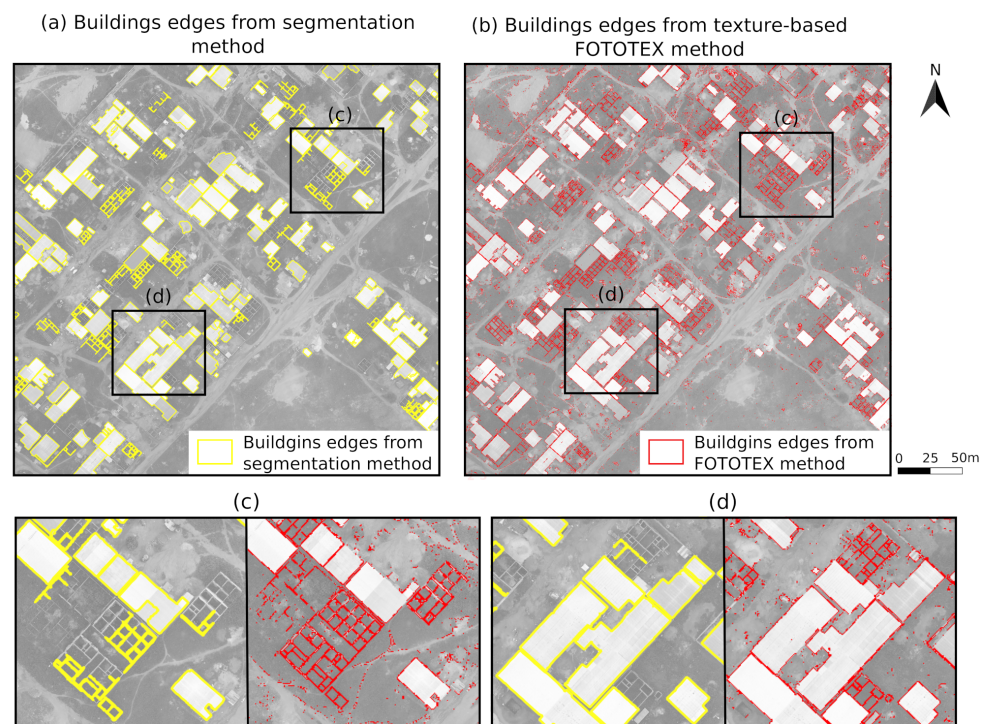 (a) Buildings edges from segmentation
method
(b) Buildings edges from texture-based
FOTOTEX method
N
(c)
(d)
Buildgins edges from
segmentation method
(c)
(d)
Buildgins edges from
FOTOTEX method
0 25 50m
(c)
(d)